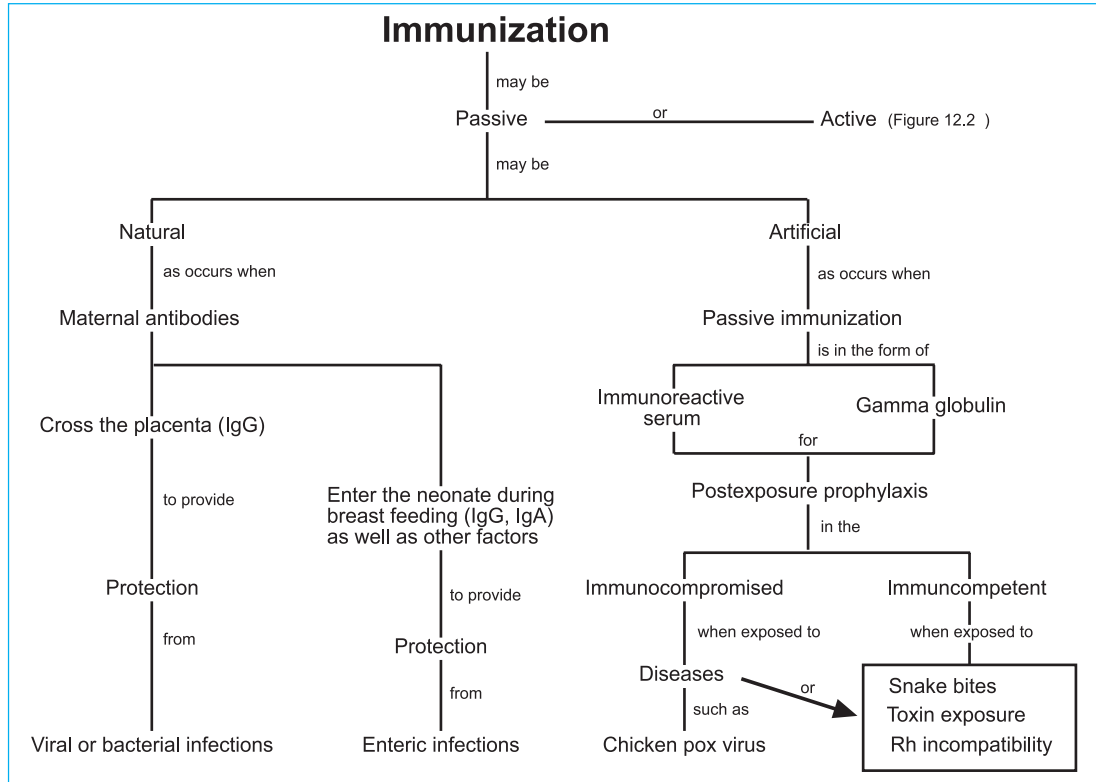 Immunization
may be
Passive
or
Active (Figure 12.2 )
may be
Natural
Artificial
as occurs when
as occurs when
Maternal antibodies
Passive immunization
is in the form of
Immunoreactive
serum
Gamma globulin
Cross the placenta (IgG)
for
to provide
Enter the neonate during
breast feeding (IgG, IgA)
as well as other factors
Postexposure prophylaxis
in the
Protection
to provide
Immunocompromised
Immuncompetent
from
Protection
when exposed to
when exposed to
from
Diseases
or
such as
Snake bites
Toxin exposure
Rh incompatibility
Viral or bacterial infections
Enteric infections
Chicken pox virus